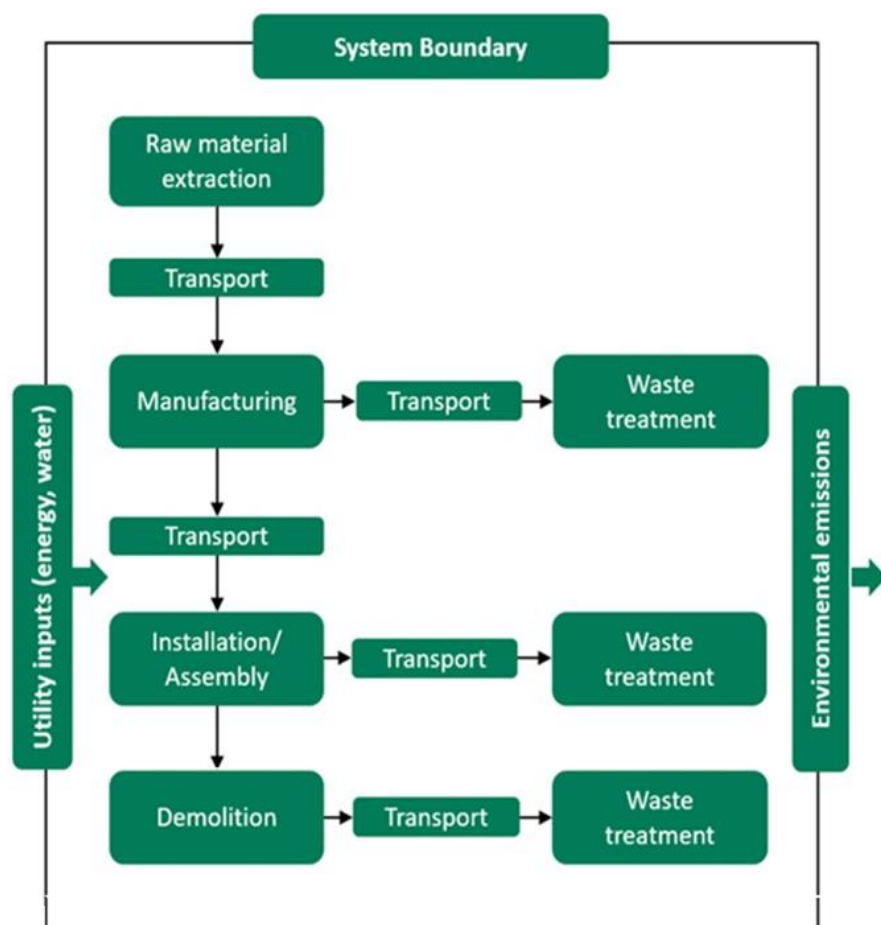 System Boundary
Raw material
extraction
Transport
Manufacturing
Transport
Waste
treatment
Transport
Installation/
Assembly
Transport
Waste
treatment
Demolition
Transport
Waste
treatment
Utility inputs (energy, water)
Environmental emissions